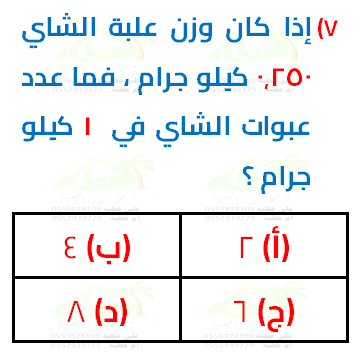 ٧) إذا كان وزن علبة الشاي
٠,٢٥٠ كيلو جرام ، فما عدد
عبوات الشاي في ١ كيلو
جرام ؟
(أ) ٢
(ب) ٤
(ج) ٦
(د) ٨